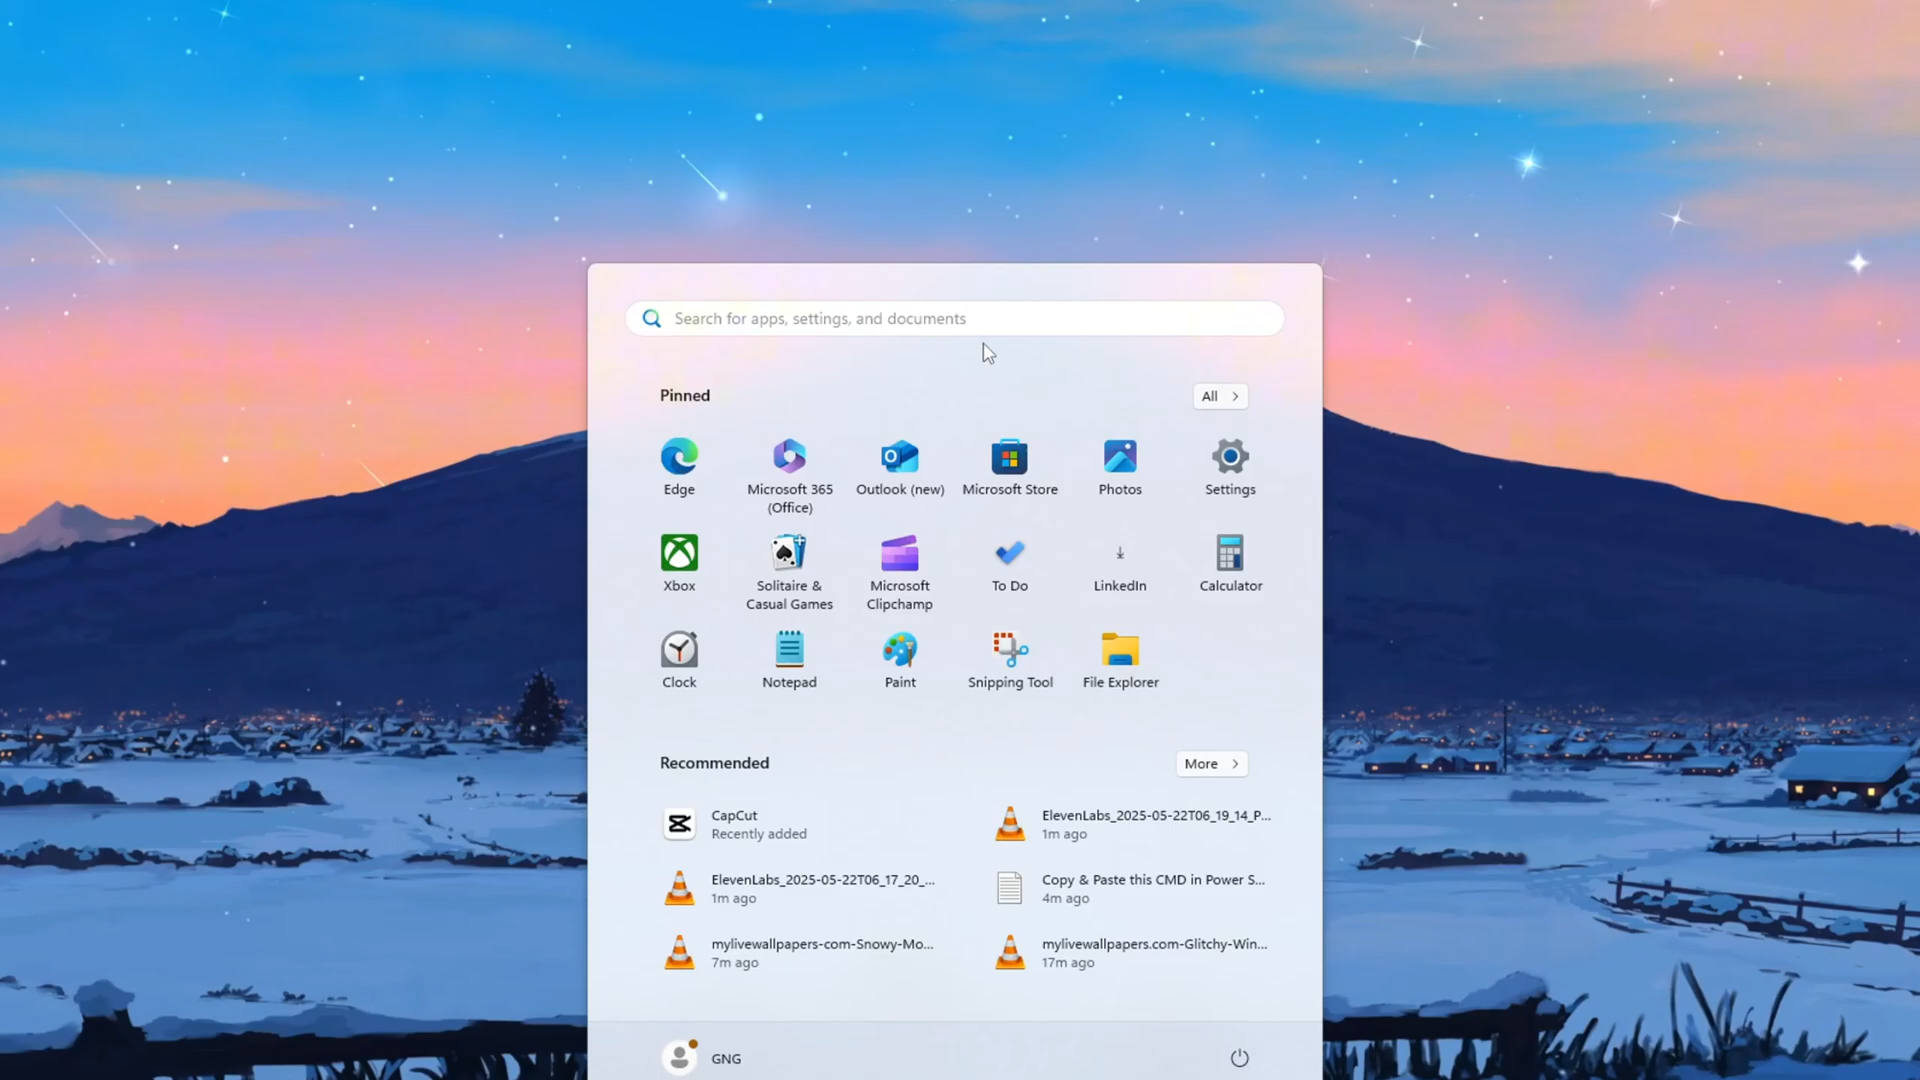 Search for apps, settings, and documents
Pinned
All
Edge
Microsoft 365
(Office)
Outlook (new)
Microsoft Store
Photos
Settings
Xbox
Solitaire &
Casual Games
Microsoft
Clipchamp
To Do
LinkedIn
Calculator
Clock
Notepad
Paint
Snipping Tool
File Explorer
Recommended
More
CapCut
Recently added
ElevenLabs_2025-05-22T06_19_14_P...
1m ago
ElevenLabs_2025-05-22T06_17_20_...
1m ago
Copy & Paste this CMD in Power S...
4m ago
mylivewallpapers-com-Snowy-Mo...
7m ago
mylivewallpapers.com-Glitchy-Win...
17m ago
GNG